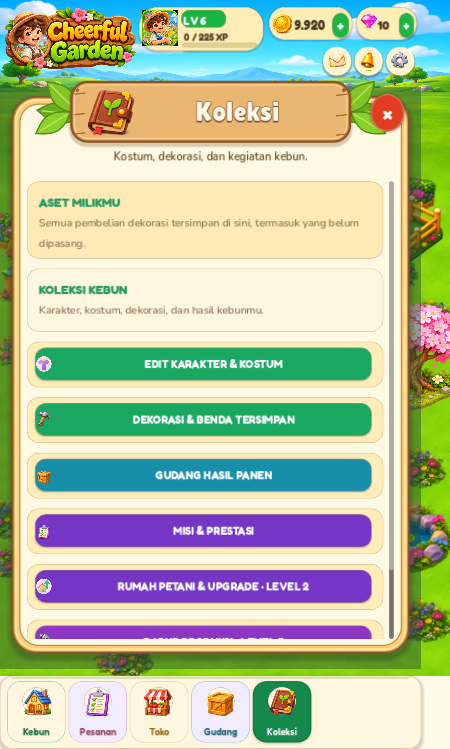 Cheerful
Garden
LV 6
0 / 225 XP
9.920
+
10
+
Koleksi
Kostum, dekorasi, dan kegiatan kebun.
ASET MILIKMU
Semua pembelian dekorasi tersimpan di sini, termasuk yang belum
dipasang.
KOLEKSI KEBUN
Karakter, kostum, dekorasi, dan hasil kebunmu.
EDIT KARAKTER & KOSTUM
DEKORASI & BENDA TERSIMPAN
GUDANG HASIL PANEN
MISI & PRESTASI
RUMAH PETANI & UPGRADE · LEVEL 2
Kebun
Pesanan
Toko
Gudang
Koleksi